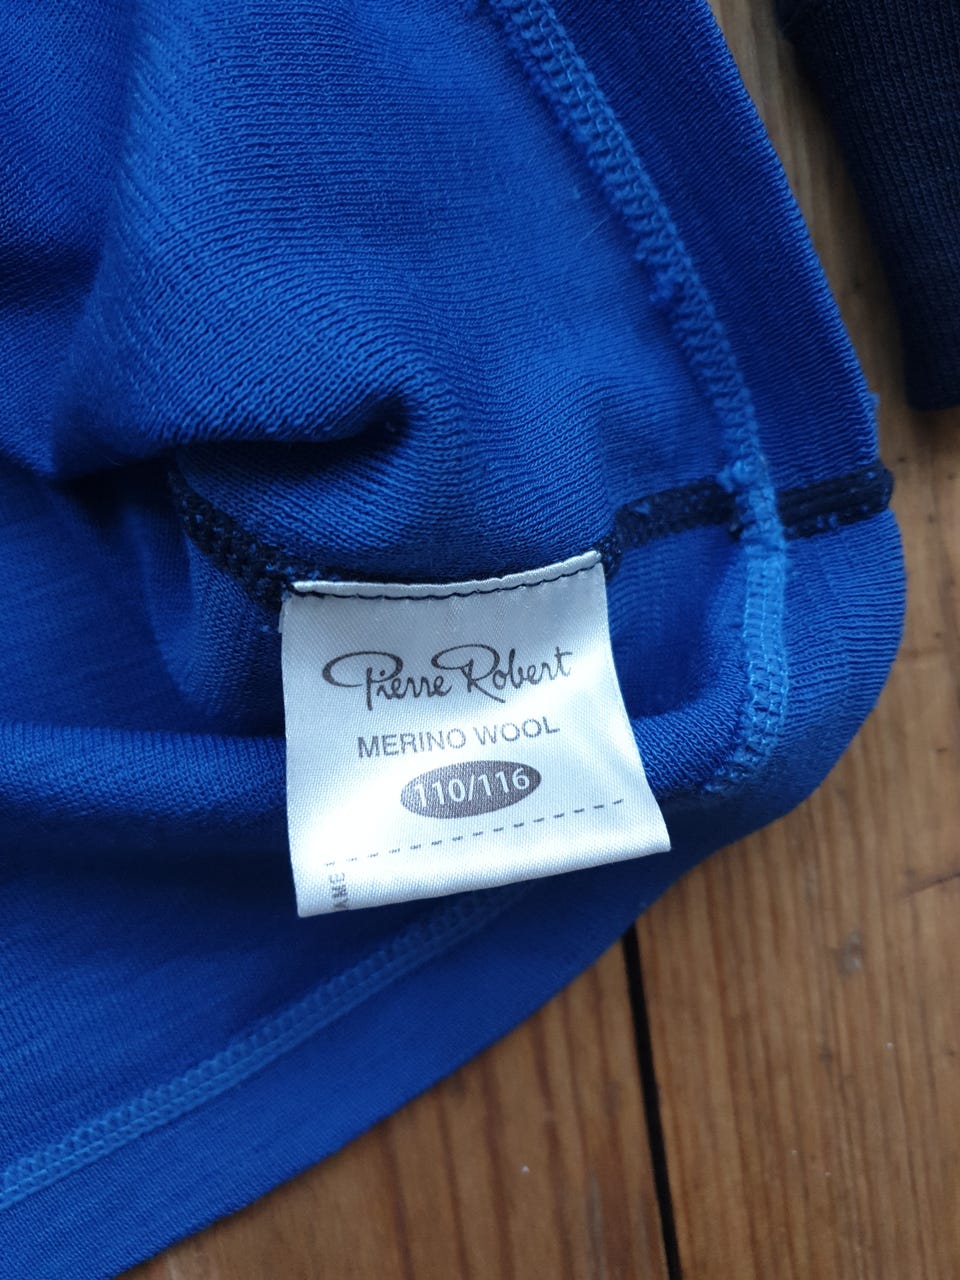 Pierre Robert
MERINO WOOL
110/116